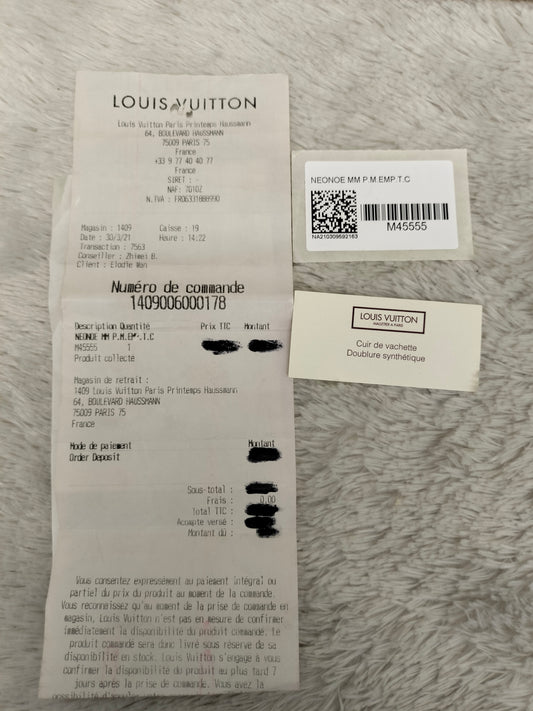 LOUIS VUITTON
Louis Vuitton Paris Printemps Haussmann
64, BOULEVARD HAUSSMANN
75009 PARIS 75
France
+33 9 77 40 40 77
France
SIRET : -
NAF: 7010Z
N.TVA : FR06331888990
Magasin : 1409 Caisse : 19
Date : 30/3/21 Heure : 14:22
Transaction : 7563
Conseiller : Zhimei B.
Client : Elodie Wan
Numéro de commande
1409006000178
Description Quantité Prix TTC Montant
NEONOE MM P.M.EMP.T.C
M45555 1
Produit collecté
Magasin de retrait :
1409 Louis Vuitton Paris Printemps Haussmann
64, BOULEVARD HAUSSMANN
75009 PARIS 75
France
Mode de paiement Montant
Order Deposit
Sous-total :
Frais : 0,00
Total TTC :
Acompte versé :
Montant dû :
Vous consentez expressément au paiement intégral ou
partiel du prix du produit au moment de la commande.
Vous reconnaissez qu'au moment de la prise de commande en
magasin, Louis Vuitton n'est pas en mesure de confirmer
immédiatement la disponibilité du produit commandé. Le
produit commandé sera donc livré sous réserve de sa
disponibilité en stock. Louis Vuitton s'engage à vous
confirmer la disponibilité du produit au plus tard 7
jours après la prise de commande. Vous avez la
NEONOE MM P.M.EMP T.C
NA210309592163
M45555
LOUIS VUITTON
MALLETIER A PARIS
Cuir de vachette
Doublure synthétique